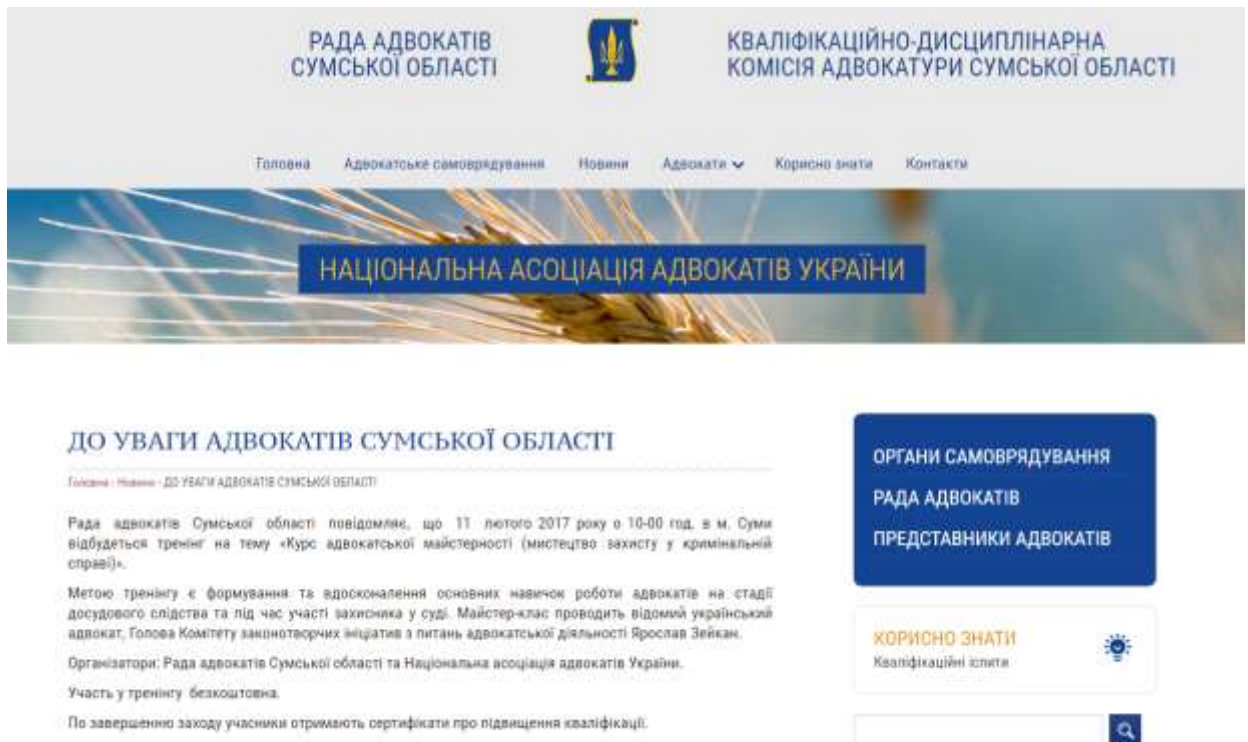 РАДА АДВОКАТІВ
СУМСЬКОЇ ОБЛАСТІ
КВАЛІФІКАЦІЙНО-ДИСЦИПЛІНАРНА
КОМІСІЯ АДВОКАТУРИ СУМСЬКОЇ ОБЛАСТІ
Головна Адвокатське самоврядування Новини Адвокати Корисно знати Контакти
НАЦІОНАЛЬНА АСОЦІАЦІЯ АДВОКАТІВ УКРАЇНИ
ДО УВАГИ АДВОКАТІВ СУМСЬКОЇ ОБЛАСТІ
Головна › Новини › ДО УВАГИ АДВОКАТІВ СУМСЬКОЇ ОБЛАСТІ
Рада адвокатів Сумської області повідомляє, що 11 лютого 2017 року о 10-00 год. в м. Суми
відбудеться тренінг на тему «Курс адвокатської майстерності (мистецтво захисту у кримінальній
справі)».
Метою тренінгу є формування та вдосконалення основних навичок роботи адвокатів на стадії
досудового слідства та під час участі захисника у суді. Майстер-клас проводить відомий український
адвокат, Голова Комітету законотворчих ініціатив з питань адвокатської діяльності Ярослав Зейкан.
Організатори: Рада адвокатів Сумської області та Національна асоціація адвокатів України.
Участь у тренінгу безкоштовна.
По завершенню заходу учасники отримають сертифікати про підвищення кваліфікації.
ОРГАНИ САМОВРЯДУВАННЯ
РАДА АДВОКАТІВ
ПРЕДСТАВНИКИ АДВОКАТІВ
КОРИСНО ЗНАТИ
Кваліфікаційні іспити